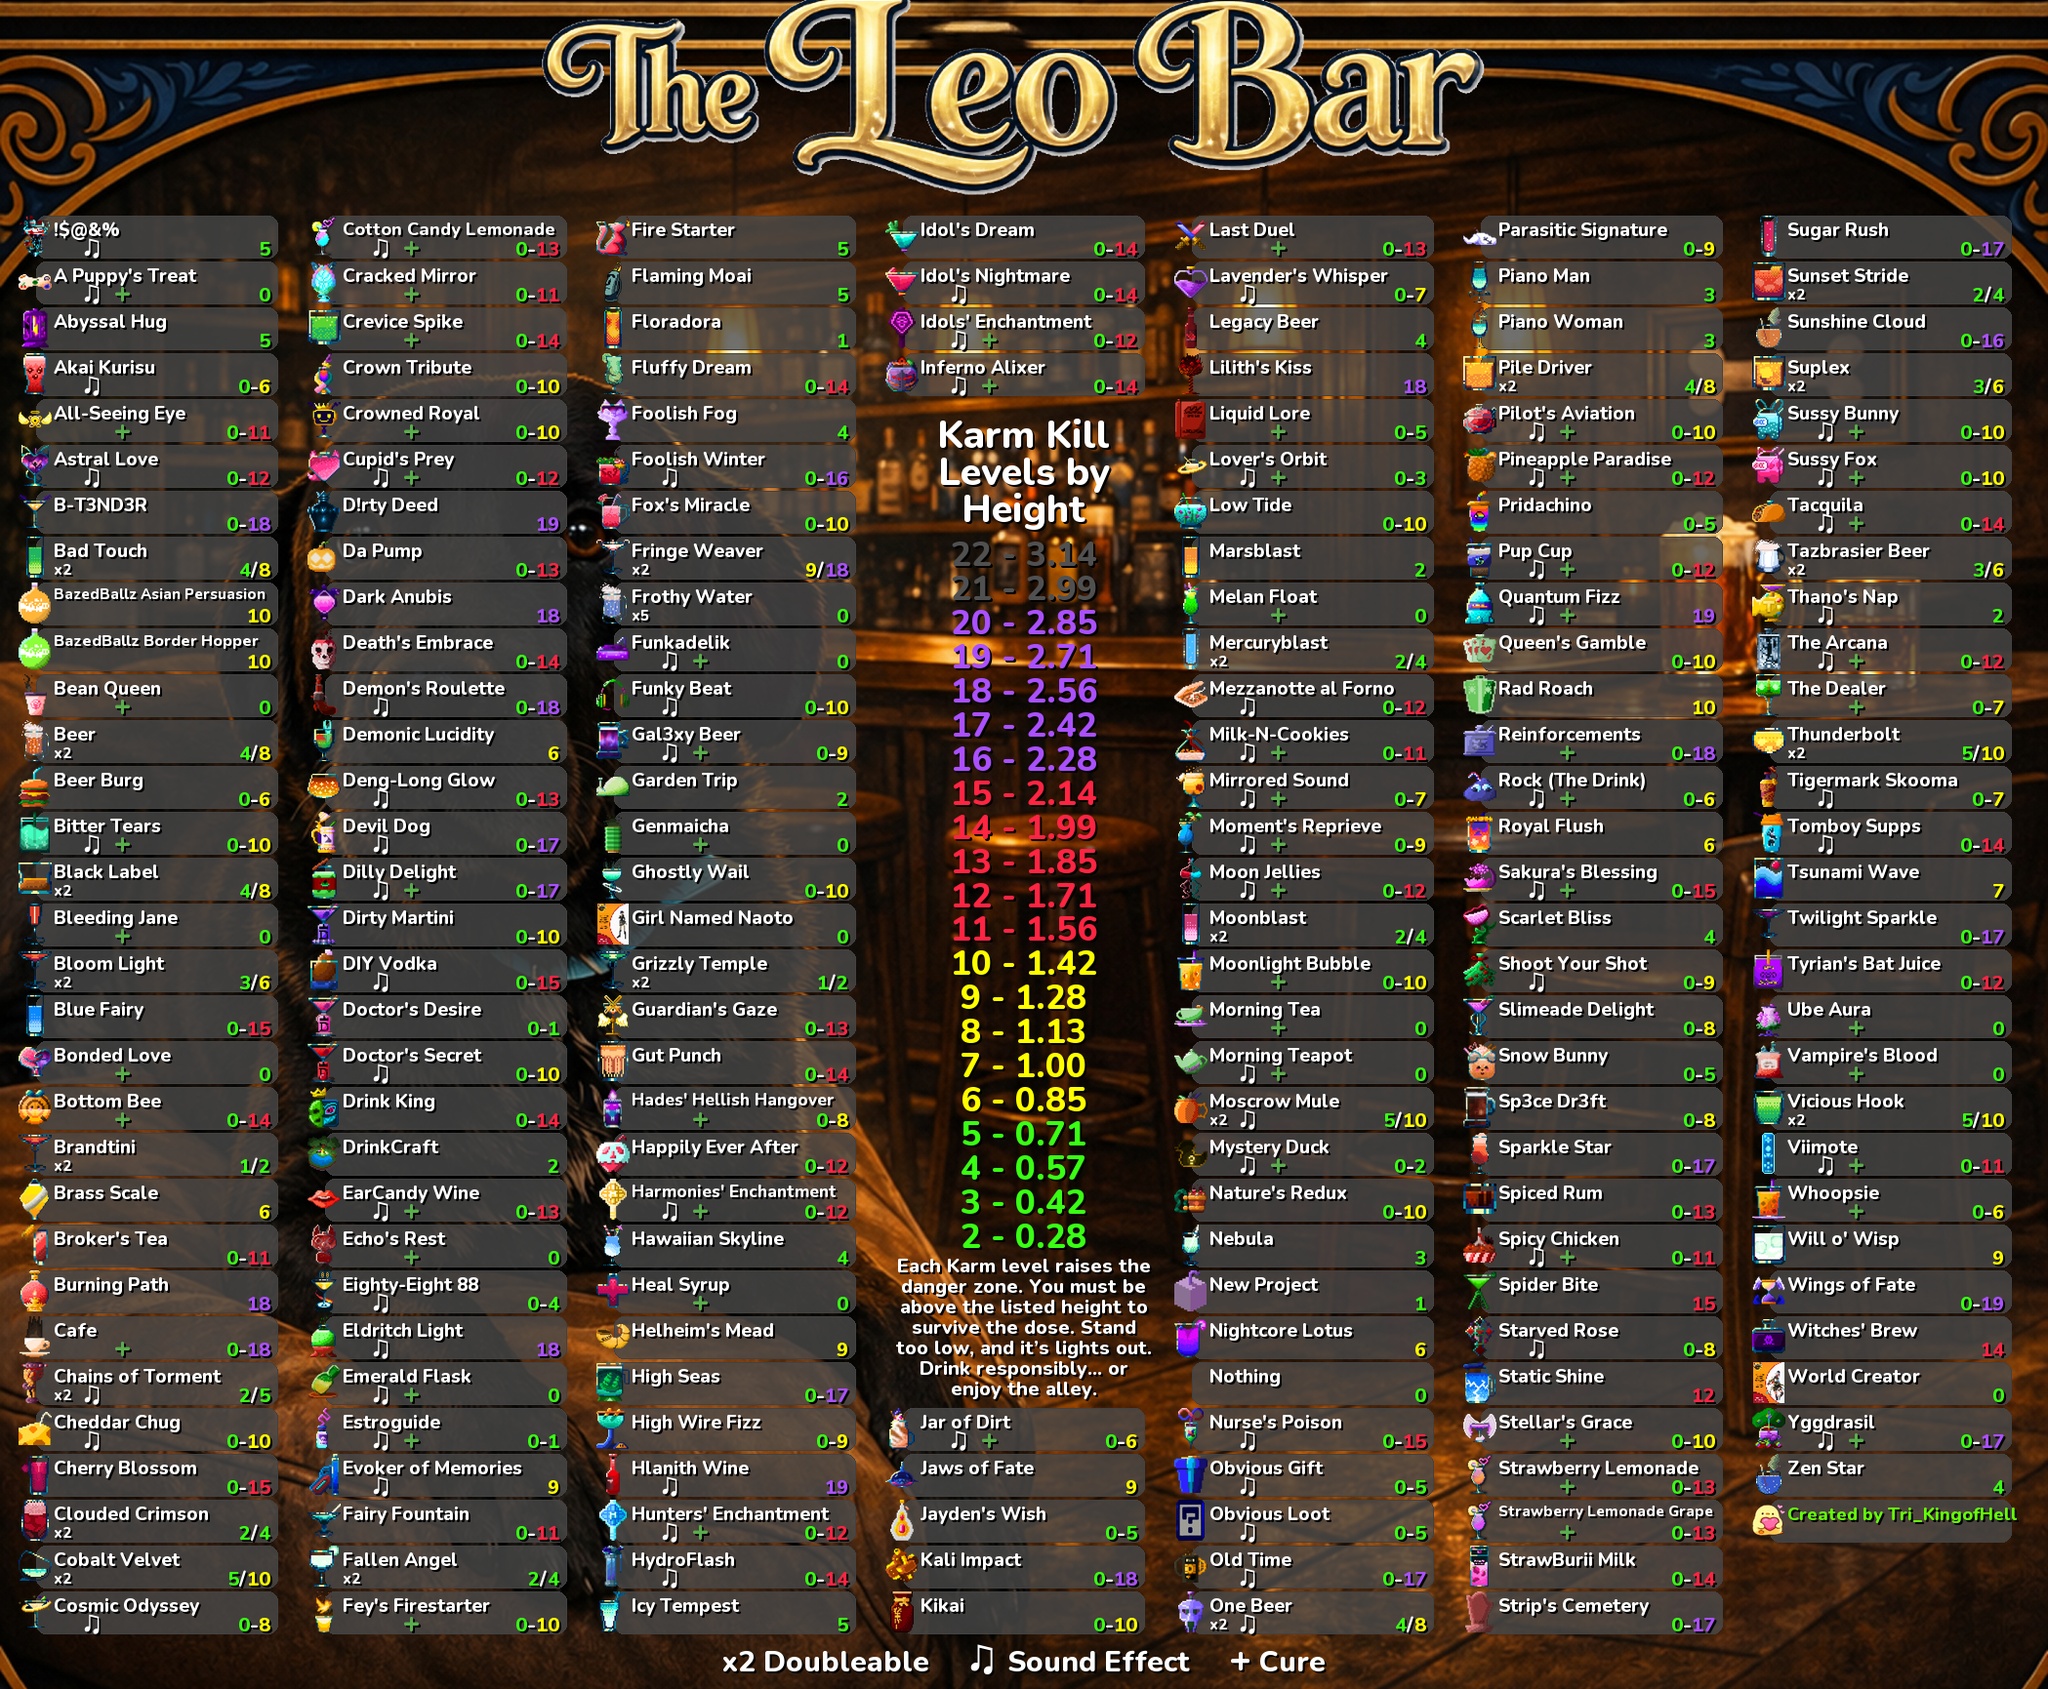 The Leo Bar
!$@&%
♫ 5
A Puppy's Treat
♫ + 0
Abyssal Hug
5
Akai Kurisu
♫ 0-6
All-Seeing Eye
+ 0-11
Astral Love
♫ 0-12
B-T3ND3R
0-18
Bad Touch
x2 4/8
BazedBallz Asian Persuasion
10
BazedBallz Border Hopper
10
Bean Queen
+ 0
Beer
x2 4/8
Beer Burg
0-6
Bitter Tears
♫ + 0-10
Black Label
x2 4/8
Bleeding Jane
+ 0
Bloom Light
x2 3/6
Blue Fairy
0-15
Bonded Love
+ 0
Bottom Bee
+ 0-14
Brandtini
x2 1/2
Brass Scale
6
Broker's Tea
0-11
Burning Path
18
Cafe
+ 0-18
Chains of Torment
x2 ♫ 2/5
Cheddar Chug
♫ 0-10
Cherry Blossom
0-15
Clouded Crimson
x2 2/4
Cobalt Velvet
x2 5/10
Cosmic Odyssey
♫ 0-8
Cotton Candy Lemonade
♫ + 0-13
Cracked Mirror
+ 0-11
Crevice Spike
+ 0-14
Crown Tribute
0-10
Crowned Royal
+ 0-10
Cupid's Prey
♫ + 0-12
D!rty Deed
19
Da Pump
0-13
Dark Anubis
18
Death's Embrace
0-14
Demon's Roulette
♫ 0-18
Demonic Lucidity
6
Deng-Long Glow
♫ 0-13
Devil Dog
♫ 0-17
Dilly Delight
♫ + 0-17
Dirty Martini
0-10
DIY Vodka
♫ 0-15
Doctor's Desire
0-1
Doctor's Secret
♫ 0-10
Drink King
0-14
DrinkCraft
2
EarCandy Wine
♫ + 0-13
Echo's Rest
+ 0
Eighty-Eight 88
♫ 0-4
Eldritch Light
♫ 18
Emerald Flask
♫ + 0
Estroguide
♫ + 0-1
Evoker of Memories
♫ 9
Fairy Fountain
0-11
Fallen Angel
x2 2/4
Fey's Firestarter
+ 0-10
Fire Starter
5
Flaming Moai
5
Floradora
1
Fluffy Dream
0-14
Foolish Fog
4
Foolish Winter
♫ 0-16
Fox's Miracle
0-10
Fringe Weaver
x2 9/18
Frothy Water
x5 0
Funkadelik
♫ + 0
Funky Beat
♫ 0-10
Gal3xy Beer
♫ + 0-9
Garden Trip
2
Genmaicha
+ 0
Ghostly Wail
0-10
Girl Named Naoto
0
Grizzly Temple
x2 1/2
Guardian's Gaze
0-13
Gut Punch
0-14
Hades' Hellish Hangover
+ 0-8
Happily Ever After
0-12
Harmonies' Enchantment
♫ + 0-12
Hawaiian Skyline
4
Heal Syrup
+ 0
Helheim's Mead
9
High Seas
0-17
High Wire Fizz
0-9
Hlanith Wine
♫ 19
Hunters' Enchantment
♫ + 0-12
HydroFlash
♫ 0-14
Icy Tempest
5
Idol's Dream
0-14
Idol's Nightmare
♫ 0-14
Idols' Enchantment
♫ + 0-12
Inferno Alixer
♫ + 0-14
Karm Kill
Levels by
Height
22 - 3.14
21 - 2.99
20 - 2.85
19 - 2.71
18 - 2.56
17 - 2.42
16 - 2.28
15 - 2.14
14 - 1.99
13 - 1.85
12 - 1.71
11 - 1.56
10 - 1.42
9 - 1.28
8 - 1.13
7 - 1.00
6 - 0.85
5 - 0.71
4 - 0.57
3 - 0.42
2 - 0.28
Each Karm level raises the
danger zone. You must be
above the listed height to
survive the dose. Stand
too low, and it's lights out.
Drink responsibly... or
enjoy the alley.
Jar of Dirt
♫ + 0-6
Jaws of Fate
9
Jayden's Wish
0-5
Kali Impact
0-18
Kikai
0-10
Last Duel
+ 0-13
Lavender's Whisper
♫ 0-7
Legacy Beer
4
Lilith's Kiss
18
Liquid Lore
+ 0-5
Lover's Orbit
♫ + 0-3
Low Tide
0-10
Marsblast
2
Melan Float
+ 0
Mercuryblast
x2 2/4
Mezzanotte al Forno
♫ 0-12
Milk-N-Cookies
♫ + 0-11
Mirrored Sound
♫ + 0-7
Moment's Reprieve
♫ + 0-9
Moon Jellies
♫ + 0-12
Moonblast
x2 2/4
Moonlight Bubble
+ 0-10
Morning Tea
+ 0
Morning Teapot
♫ + 0
Moscrow Mule
x2 ♫ 5/10
Mystery Duck
♫ + 0-2
Nature's Redux
0-10
Nebula
3
New Project
1
Nightcore Lotus
6
Nothing
0
Nurse's Poison
♫ 0-15
Obvious Gift
♫ 0-5
Obvious Loot
♫ 0-5
Old Time
♫ 0-17
One Beer
x2 ♫ 4/8
Parasitic Signature
0-9
Piano Man
3
Piano Woman
3
Pile Driver
x2 4/8
Pilot's Aviation
♫ + 0-10
Pineapple Paradise
♫ + 0-12
Pridachino
0-5
Pup Cup
♫ + 0-12
Quantum Fizz
♫ + 19
Queen's Gamble
0-10
Rad Roach
10
Reinforcements
+ 0-18
Rock (The Drink)
♫ + 0-6
Royal Flush
6
Sakura's Blessing
♫ + 0-15
Scarlet Bliss
4
Shoot Your Shot
♫ 0-9
Slimeade Delight
0-8
Snow Bunny
0-5
Sp3ce Dr3ft
0-8
Sparkle Star
0-17
Spiced Rum
0-13
Spicy Chicken
♫ + 0-11
Spider Bite
15
Starved Rose
♫ 0-8
Static Shine
12
Stellar's Grace
+ 0-10
Strawberry Lemonade
+ 0-13
Strawberry Lemonade Grape
+ 0-13
StrawBurii Milk
0-14
Strip's Cemetery
0-17
Sugar Rush
0-17
Sunset Stride
x2 2/4
Sunshine Cloud
0-16
Suplex
x2 3/6
Sussy Bunny
♫ + 0-10
Sussy Fox
♫ + 0-10
Tacquila
♫ + 0-14
Tazbrasier Beer
x2 3/6
Thano's Nap
2
The Arcana
♫ + 0-12
The Dealer
+ 0-7
Thunderbolt
x2 5/10
Tigermark Skooma
♫ 0-7
Tomboy Supps
♫ 0-14
Tsunami Wave
7
Twilight Sparkle
0-17
Tyrian's Bat Juice
0-12
Ube Aura
+ 0
Vampire's Blood
+ 0
Vicious Hook
x2 5/10
Viimote
♫ + 0-11
Whoopsie
+ 0-6
Will o' Wisp
9
Wings of Fate
0-19
Witches' Brew
14
World Creator
0
Yggdrasil
♫ + 0-17
Zen Star
4
Created by Tri_KingofHell
x2 Doubleable ♫ Sound Effect + Cure